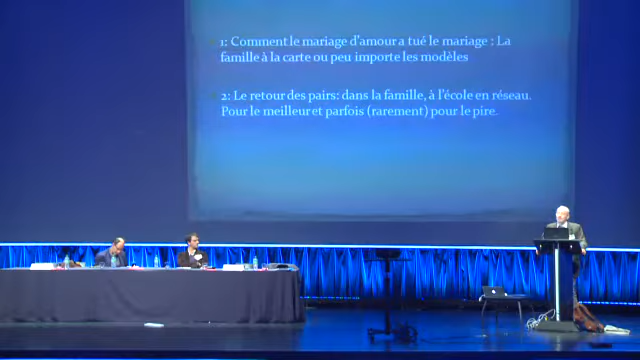 1: Comment le mariage d'amour a tué le mariage : La
famille à la carte ou peu importe les modèles
2: Le retour des pairs: dans la famille, à l'école en réseau.
Pour le meilleur et parfois (rarement) pour le pire.